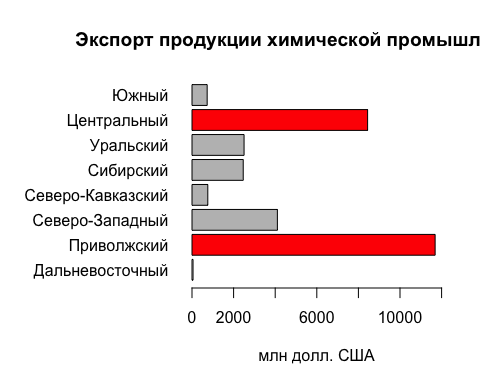 Экспорт продукции химической промышл
Южный
Центральный
Уральский
Сибирский
Северо-Кавказский
Северо-Западный
Приволжский
Дальневосточный
0 2000 6000 10000
млн долл. США